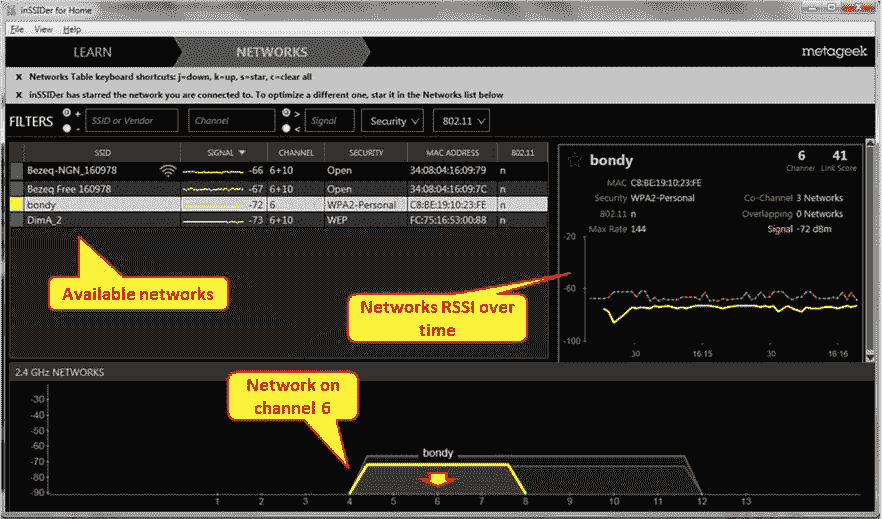 inSSIDer for Home
File View Help
LEARN NETWORKS metageek
x Networks Table keyboard shortcuts: j=down, k=up, s=star, c=clear all
x inSSIDer has starred the network you are connected to. To optimize a different one, star it in the Networks list below
FILTERS + - SSID or Vendor Channel > < Signal Security 802.11
SSID SIGNAL CHANNEL SECURITY MAC ADDRESS 802.11
Bezeq-NGN_160978 -66 6+10 Open 34:08:04:16:09:79 n
Bezeq Free 160978 -67 6+10 Open 34:08:04:16:09:7C n
bondy -72 6 WPA2-Personal C8:BE:19:10:23:FE n
DimA_2 -73 6+10 WEP FC:75:16:53:00:88 n
bondy 6 41
Channel Link Score
MAC C8:BE:19:10:23:FE
Security WPA2-Personal Co-Channel 3 Networks
802.11 n Overlapping 0 Networks
Max Rate 144 Signal -72 dBm
-20
-60
-100
30 16:15 30 16:16
Available networks
Networks RSSI over
time
2.4 GHz NETWORKS
Network on
channel 6
-30
-40
-50
-60
-70
-80
-90
bondy
1 2 3 4 5 6 7 8 9 10 11 12 13